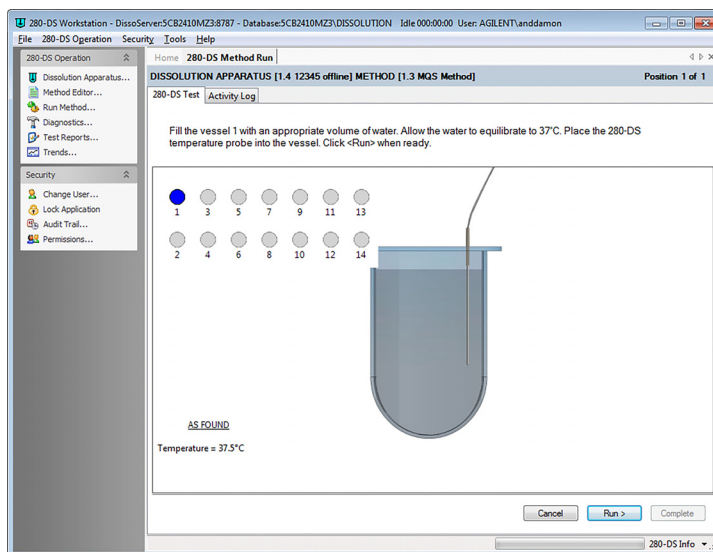 280-DS Workstation - DissoServer:5CB2410MZ3:8787 - Database:5CB2410MZ3\DISSOLUTION Idle 000:00:00 User: AGILENT\anddamon
File 280-DS Operation Security Tools Help
280-DS Operation
Dissolution Apparatus...
Method Editor...
Run Method...
Diagnostics...
Test Reports...
Trends...
Security
Change User...
Lock Application
Audit Trail...
Permissions...
Home 280-DS Method Run
DISSOLUTION APPARATUS [1.4 12345 offline] METHOD [1.3 MQS Method] Position 1 of 1
280-DS Test Activity Log
Fill the vessel 1 with an appropriate volume of water. Allow the water to equilibrate to 37°C. Place the 280-DS
temperature probe into the vessel. Click <Run> when ready.
1 3 5 7 9 11 13
2 4 6 8 10 12 14
AS FOUND
Temperature = 37.5°C
Cancel Run > Complete
280-DS Info